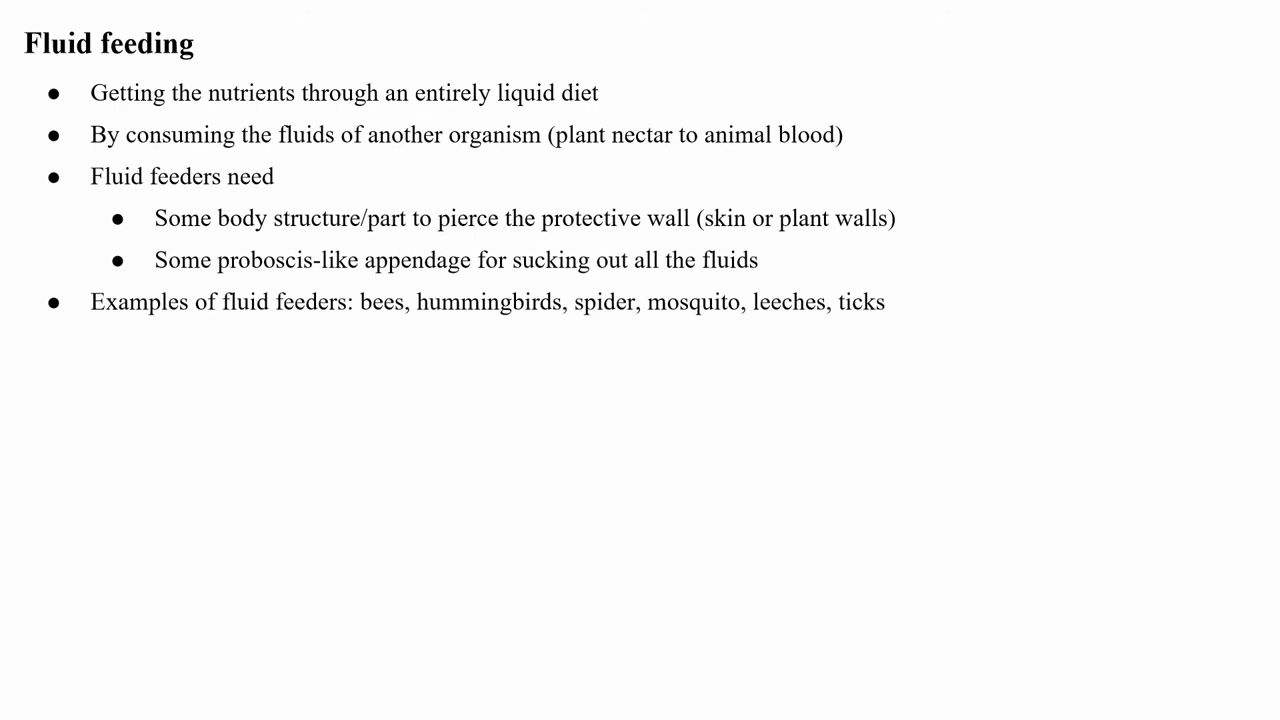 Fluid feeding
● Getting the nutrients through an entirely liquid diet
● By consuming the fluids of another organism (plant nectar to animal blood)
● Fluid feeders need
● Some body structure/part to pierce the protective wall (skin or plant walls)
● Some proboscis-like appendage for sucking out all the fluids
● Examples of fluid feeders: bees, hummingbirds, spider, mosquito, leeches, ticks